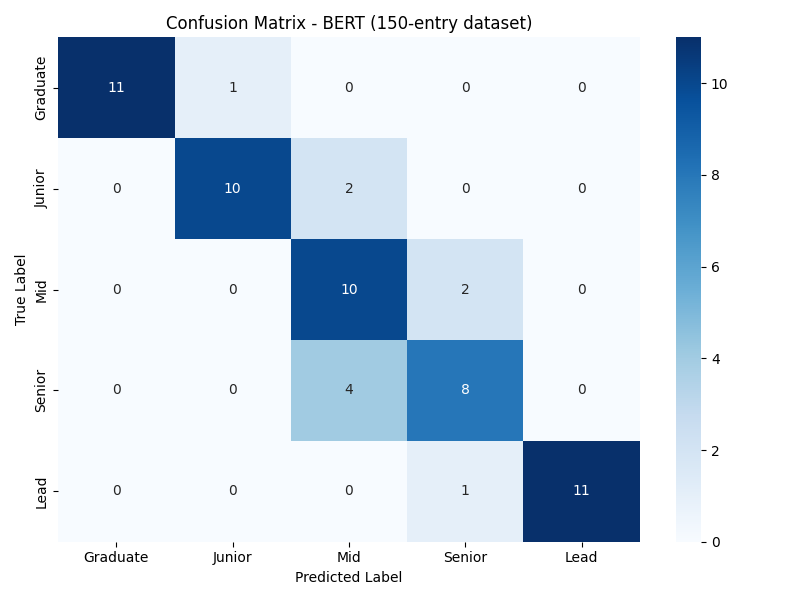 Confusion Matrix - BERT (150-entry dataset)
True Label
Graduate 11 1 0 0 0
Junior 0 10 2 0 0
Mid 0 0 10 2 0
Senior 0 0 4 8 0
Lead 0 0 0 1 11
Graduate Junior Mid Senior Lead
Predicted Label
10
8
6
4
2
0